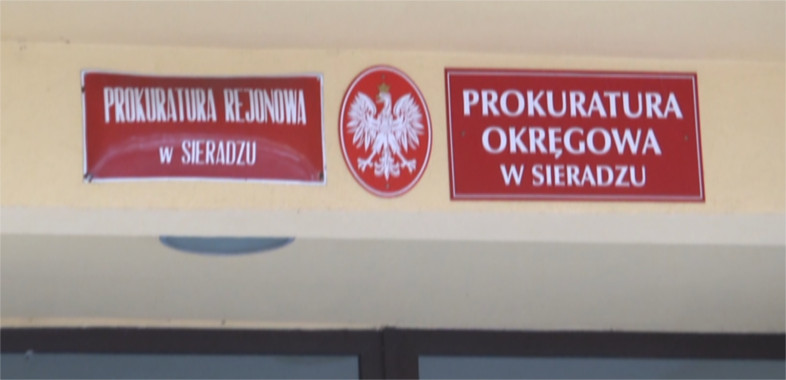 PROKURATURA REJONOWA
w SIERADZU
PROKURATURA
OKRĘGOWA
W SIERADZU